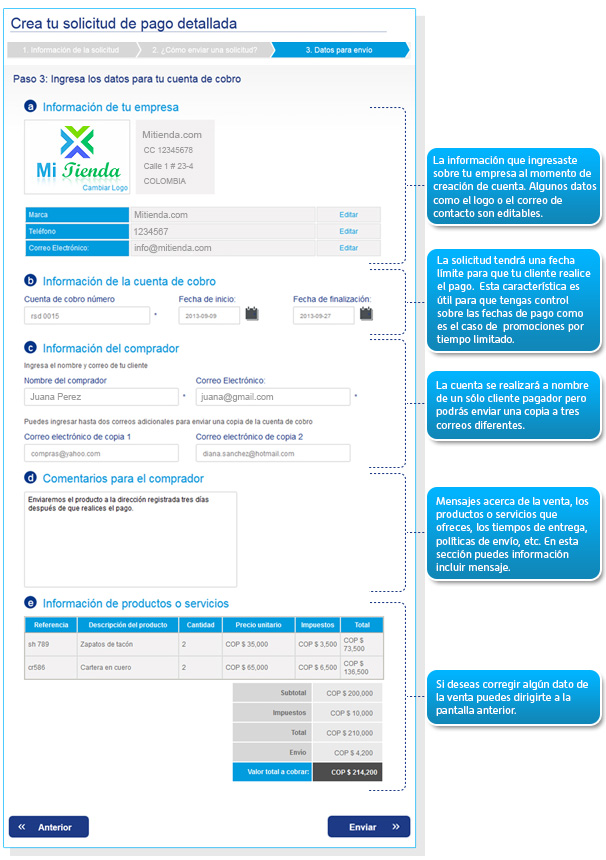 Crea tu solicitud de pago detallada
1. Información de la solicitud
2. ¿Cómo enviar una solicitud?
3. Datos para envío
Paso 3: Ingresa los datos para tu cuenta de cobro
a Información de tu empresa
Mi Tienda
Cambiar Logo
Mitienda.com
CC 12345678
Calle 1 # 23-4
COLOMBIA
Marca Mitienda.com Editar
Teléfono 1234567 Editar
Correo Electrónico: info@mitienda.com Editar
La información que ingresaste
sobre tu empresa al momento de
creación de cuenta. Algunos datos
como el logo o el correo de
contacto son editables.
b Información de la cuenta de cobro
Cuenta de cobro número Fecha de inicio: Fecha de finalización:
rsd 0015 * 2013-09-09 2013-09-27
La solicitud tendrá una fecha
límite para que tu cliente realice
el pago. Esta característica es
útil para que tengas control
sobre las fechas de pago como
es el caso de promociones por
tiempo limitado.
c Información del comprador
Ingresa el nombre y correo de tu cliente
Nombre del comprador Correo Electrónico:
Juana Perez * juana@gmail.com *
Puedes ingresar hasta dos correos adicionales para enviar una copia de la cuenta de cobro
Correo electrónico de copia 1 Correo electrónico de copia 2
compras@yahoo.com diana.sanchez@hotmail.com
La cuenta se realizará a nombre
de un sólo cliente pagador pero
podrás enviar una copia a tres
correos diferentes.
d Comentarios para el comprador
Enviaremos el producto a la dirección registrada tres días
después de que realices el pago.
Mensajes acerca de la venta, los
productos o servicios que
ofreces, los tiempos de entrega,
políticas de envío, etc. En esta
sección puedes información
incluir mensaje.
e Información de productos o servicios
Referencia Descripción del producto Cantidad Precio unitario Impuestos Total
sh 789 Zapatos de tacón 2 COP $ 35,000 COP $ 3,500 COP $ 73,500
cr586 Cartera en cuero 2 COP $ 65,000 COP $ 6,500 COP $ 136,500
Subtotal COP $ 200,000
Impuestos COP $ 10,000
Total COP $ 210,000
Envío COP $ 4,200
Valor total a cobrar: COP $ 214,200
Si deseas corregir algún dato de
la venta puedes dirigirte a la
pantalla anterior.
« Anterior
Enviar »